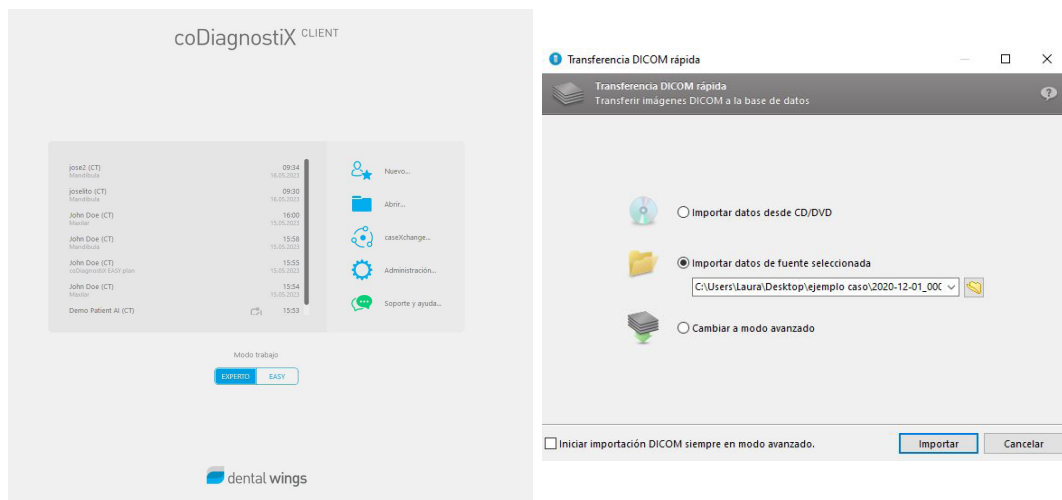 coDiagnostiX CLIENT
jose2 (CT) 09:34
Mandíbula 16.05.2023
joselito (CT) 09:30
Mandíbula 16.05.2023
John Doe (CT) 16:00
Maxilar 15.05.2023
John Doe (CT) 15:58
Mandíbula 15.05.2023
John Doe (CT) 15:55
coDiagnostiX EASY plan 15.05.2023
John Doe (CT) 15:54
Maxilar 15.05.2023
Demo Patient AI (CT) 15:53
Nuevo...
Abrir...
caseXchange...
Administración...
Soporte y ayuda...
Modo trabajo
EXPERTO EASY
dental wings
Transferencia DICOM rápida
Transferencia DICOM rápida
Transferir imágenes DICOM a la base de datos
Importar datos desde CD/DVD
Importar datos de fuente seleccionada
C:\Users\Laura\Desktop\ejemplo caso\2020-12-01_000
Cambiar a modo avanzado
Iniciar importación DICOM siempre en modo avanzado.
Importar Cancelar